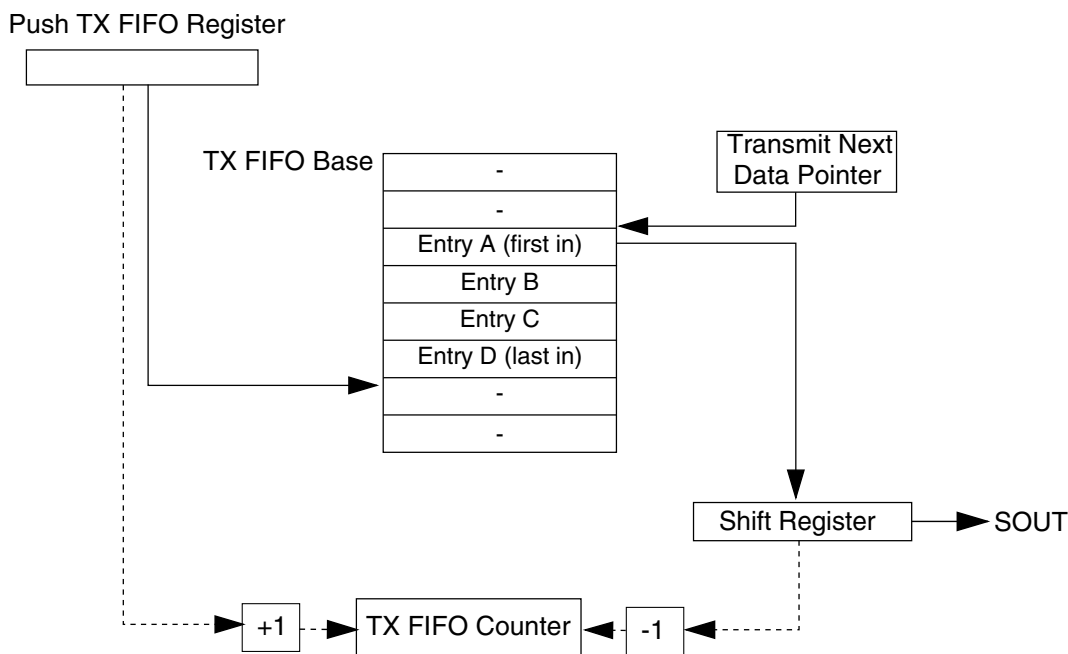 Push TX FIFO Register
TX FIFO Base
-
-
Entry A (first in)
Entry B
Entry C
Entry D (last in)
-
-
Transmit Next
Data Pointer
Shift Register
SOUT
+1
TX FIFO Counter
-1